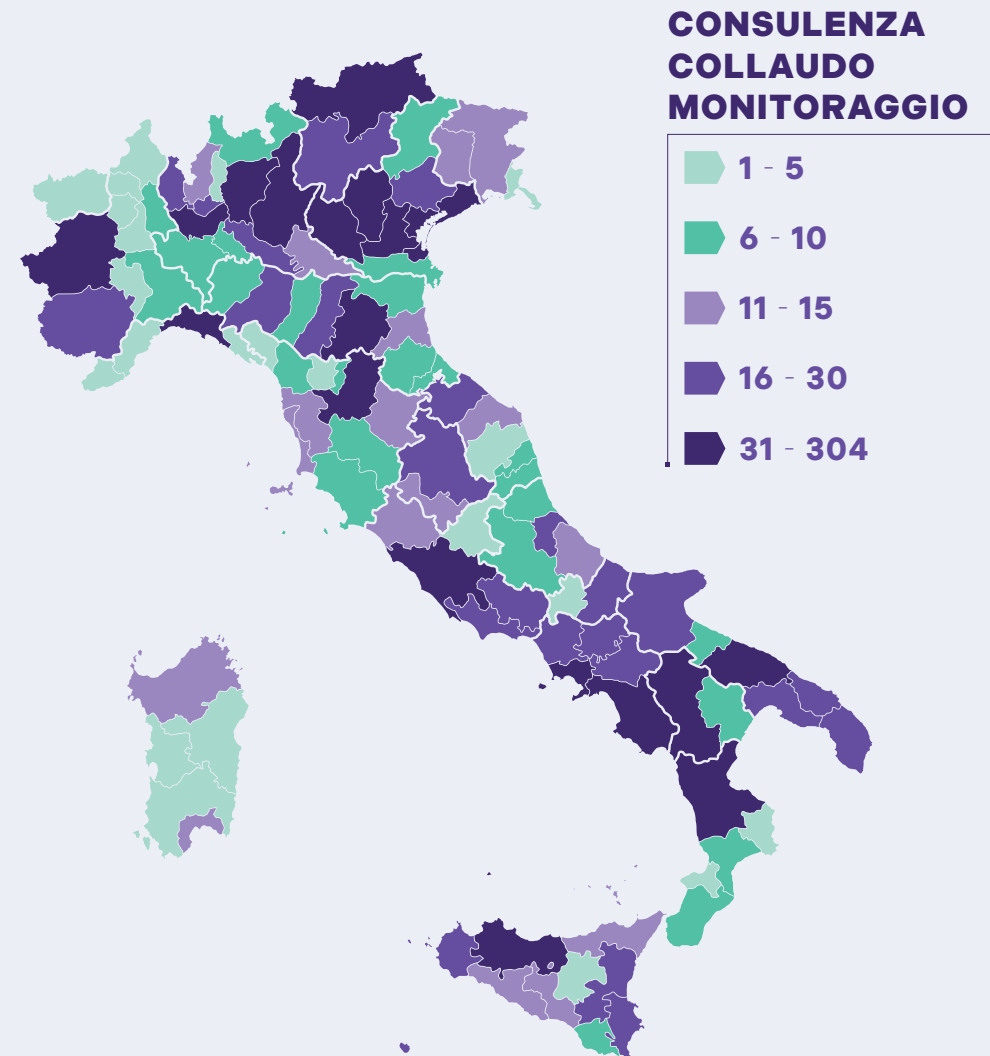 CONSULENZA
COLLAUDO
MONITORAGGIO
1 - 5
6 - 10
11 - 15
16 - 30
31 - 304